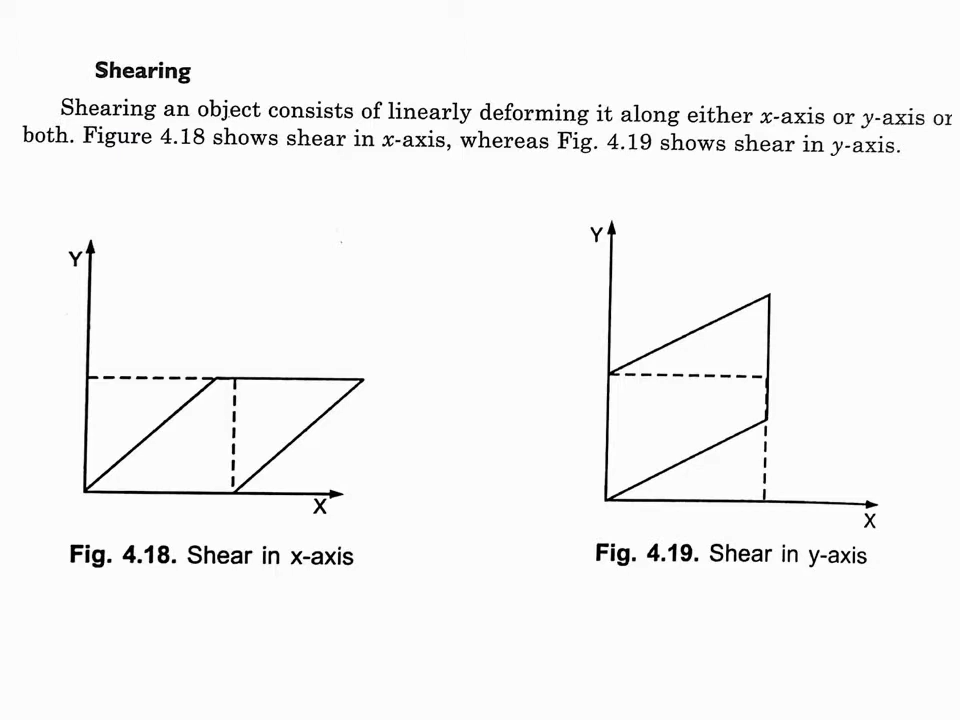 Shearing
Shearing an object consists of linearly deforming it along either x-axis or y-axis or
both. Figure 4.18 shows shear in x-axis, whereas Fig. 4.19 shows shear in y-axis.
Y
X
Fig. 4.18. Shear in x-axis
Y
X
Fig. 4.19. Shear in y-axis